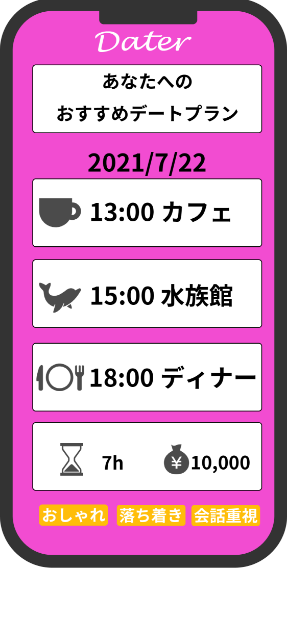 Dater
あなたへの
おすすめデートプラン
2021/7/22
13:00 カフェ
15:00 水族館
18:00 ディナー
7h ¥10,000
おしゃれ 落ち着き 会話重視